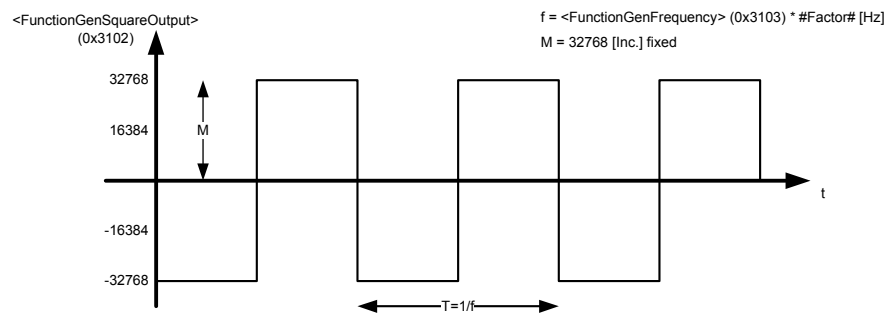 <FunctionGenSquareOutput>
(0x3102)
f = <FunctionGenFrequency> (0x3103) * #Factor# [Hz]
M = 32768 [Inc.] fixed
32768
16384
M
t
-16384
-32768
T=1/f